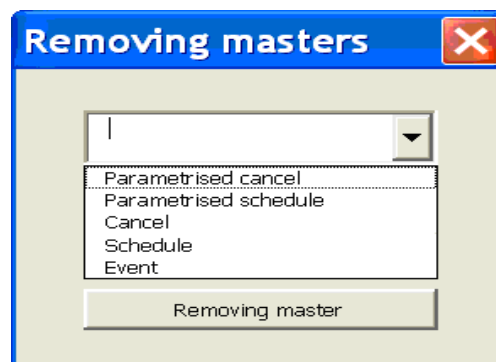 Removing masters
Parametrised cancel
Parametrised schedule
Cancel
Schedule
Event
Removing master